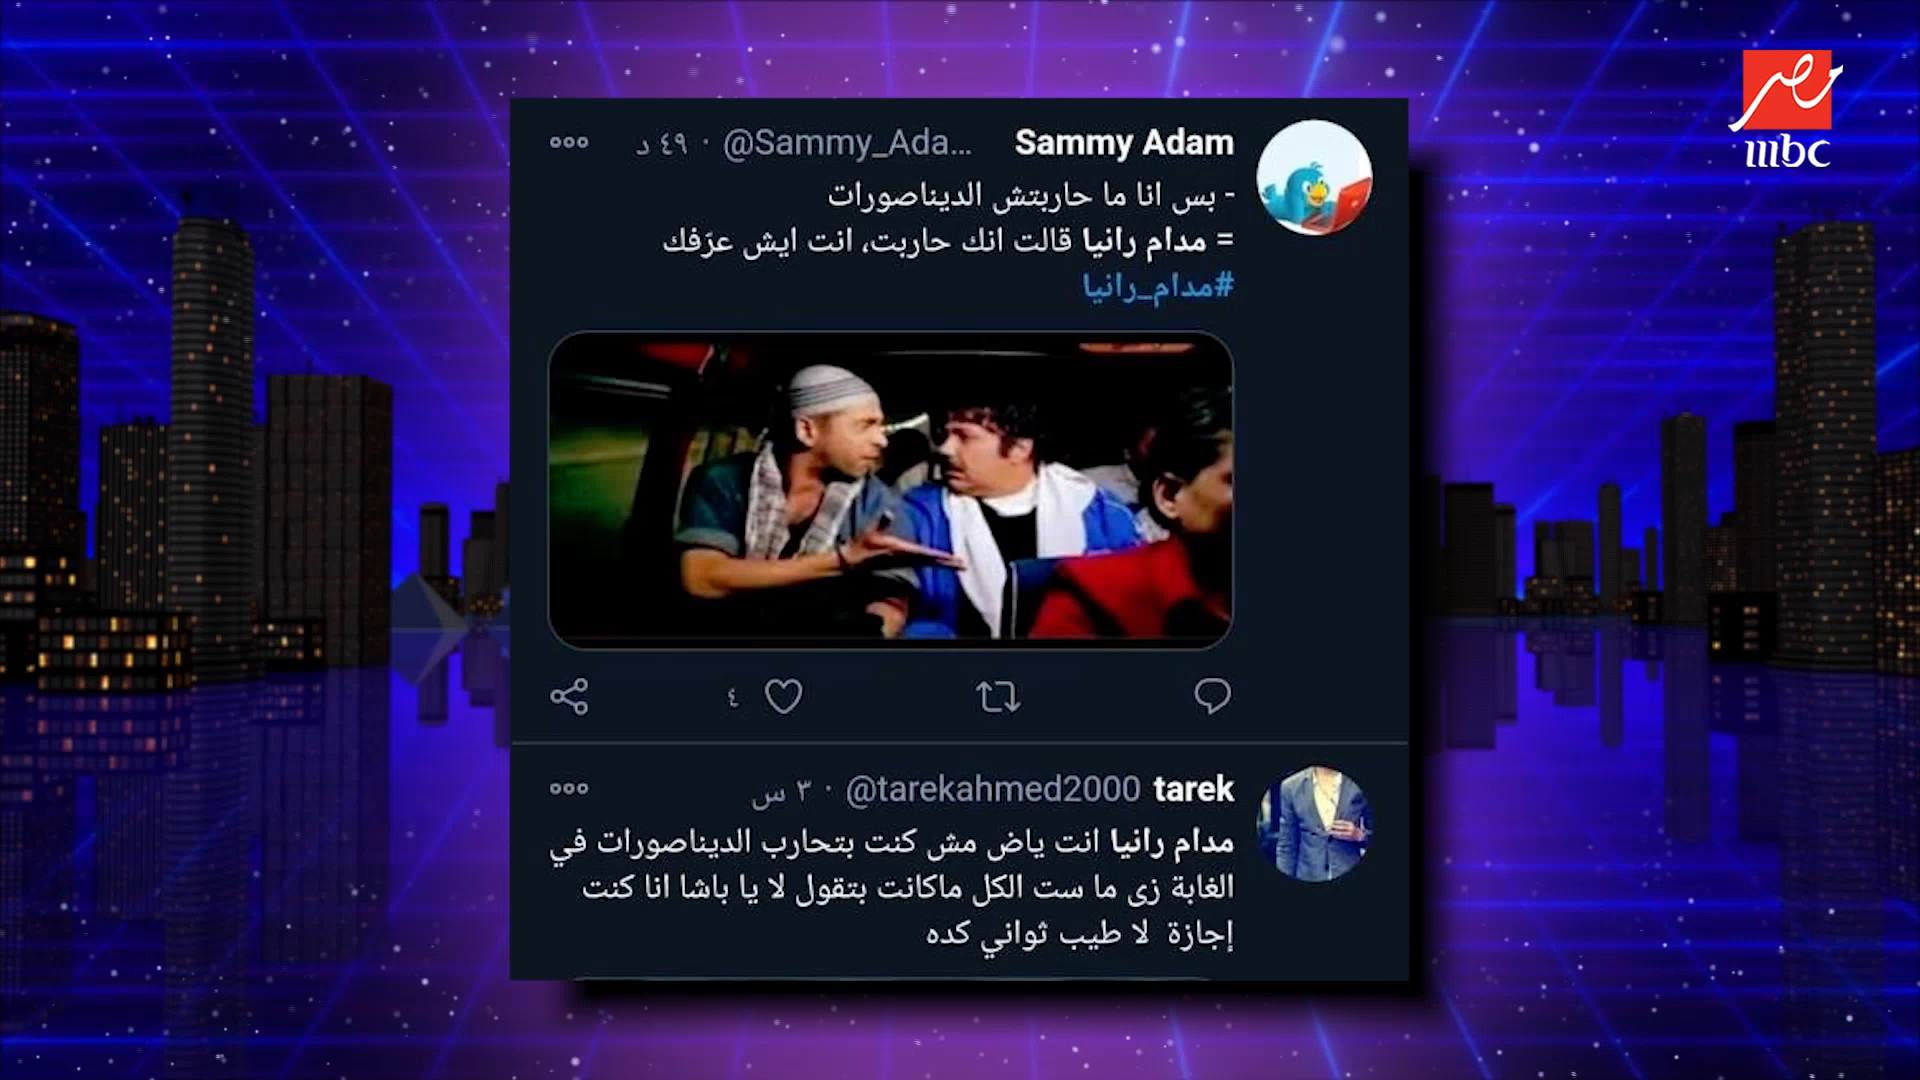 مصر
mbc
Sammy Adam @Sammy_Ada... · ٤٩ د
- بس انا ما حاربتش الديناصورات
= مدام رانيا قالت انك حاربت، انت ايش عرّفك
#مدام_رانيا
٤
tarek @tarekahmed2000 · ٣ س
مدام رانيا انت ياض مش كنت بتحارب الديناصورات في
الغابة زى ما ست الكل ماكانت بتقول لا يا باشا انا كنت
إجازة لا طيب ثواني كده